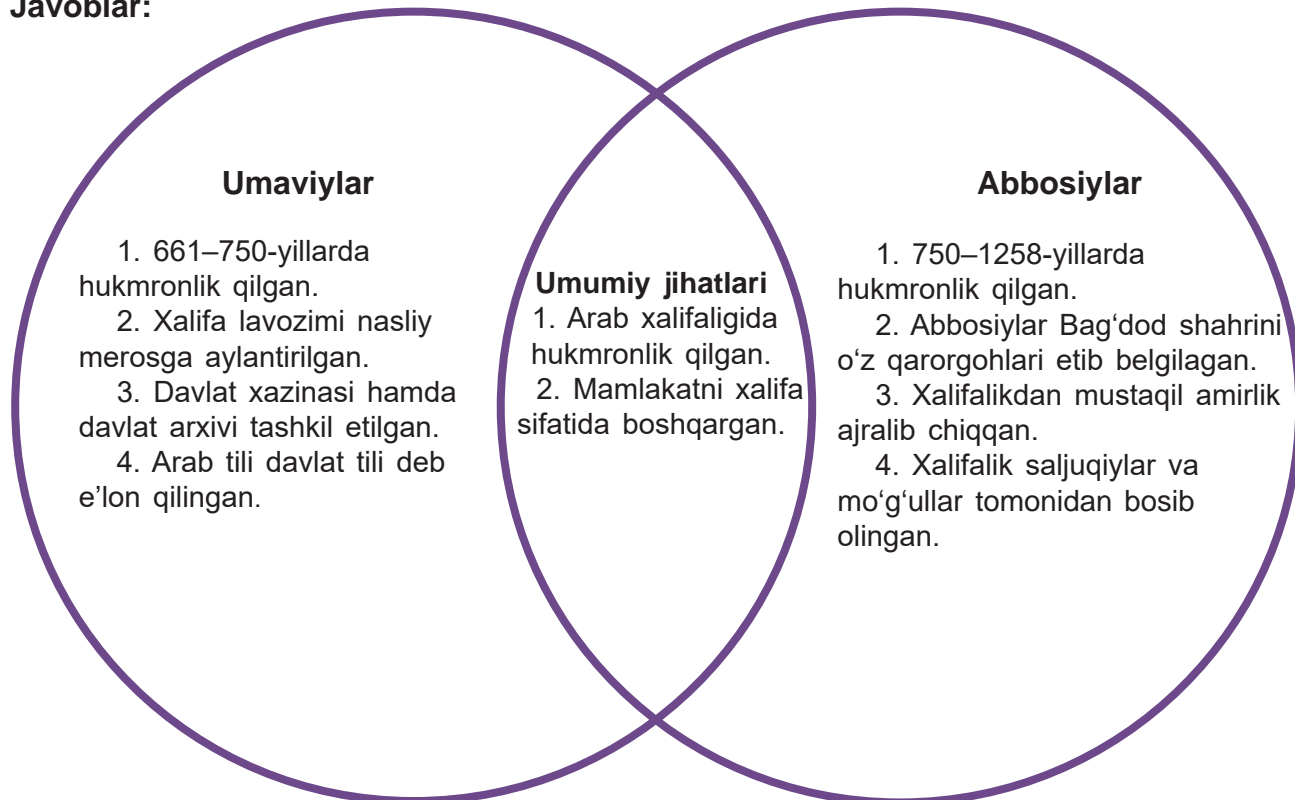 Javoblar:
Umaviylar
1. 661–750-yillarda
hukmronlik qilgan.
2. Xalifa lavozimi nasliy
merosga aylantirilgan.
3. Davlat xazinasi hamda
davlat arxivi tashkil etilgan.
4. Arab tili davlat tili deb
e’lon qilingan.
Umumiy jihatlari
1. Arab xalifaligida
hukmronlik qilgan.
2. Mamlakatni xalifa
sifatida boshqargan.
Abbosiylar
1. 750–1258-yillarda
hukmronlik qilgan.
2. Abbosiylar Bag‘dod shahrini
o‘z qarorgohlari etib belgilagan.
3. Xalifalikdan mustaqil amirlik
ajralib chiqqan.
4. Xalifalik saljuqiylar va
mo‘g‘ullar tomonidan bosib
olingan.